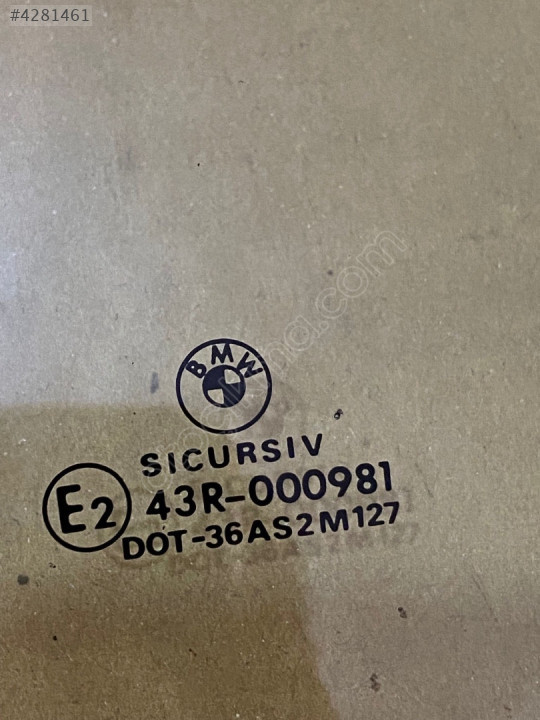 #4281461
BMW
SICURSIV
E2 43R-000981
DOT-36AS2M127